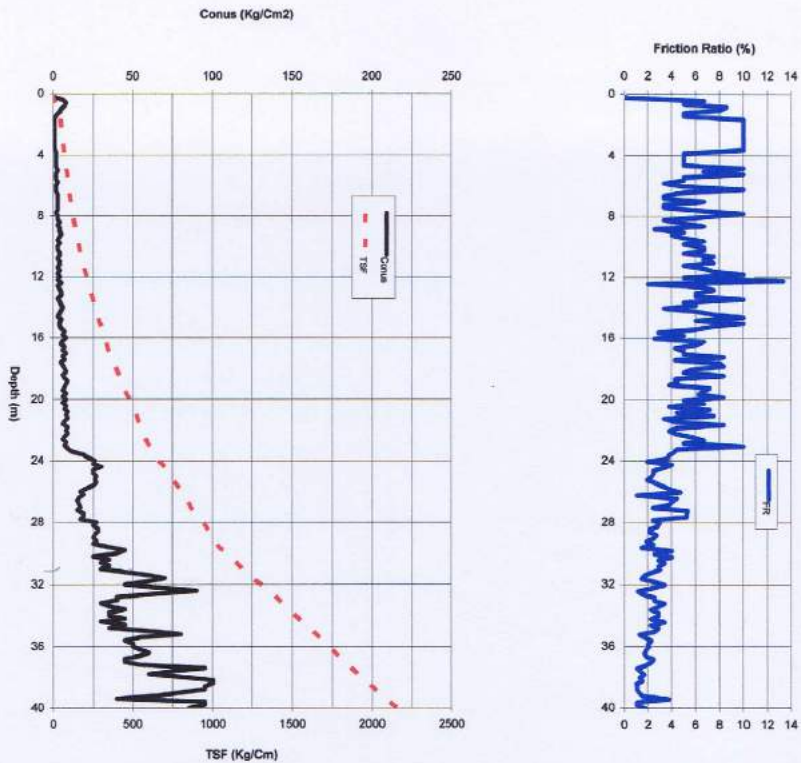 Conus (Kg/Cm2)
0 50 100 150 200 250
0
4
8
12
16
20
24
28
32
36
40
Depth (m)
Conus
TSF
0 500 1000 1500 2000 2500
TSF (Kg/Cm)
Friction Ratio (%)
0 2 4 6 8 10 12 14
0
4
8
12
16
20
24
28
32
36
40
FR
0 2 4 6 8 10 12 14